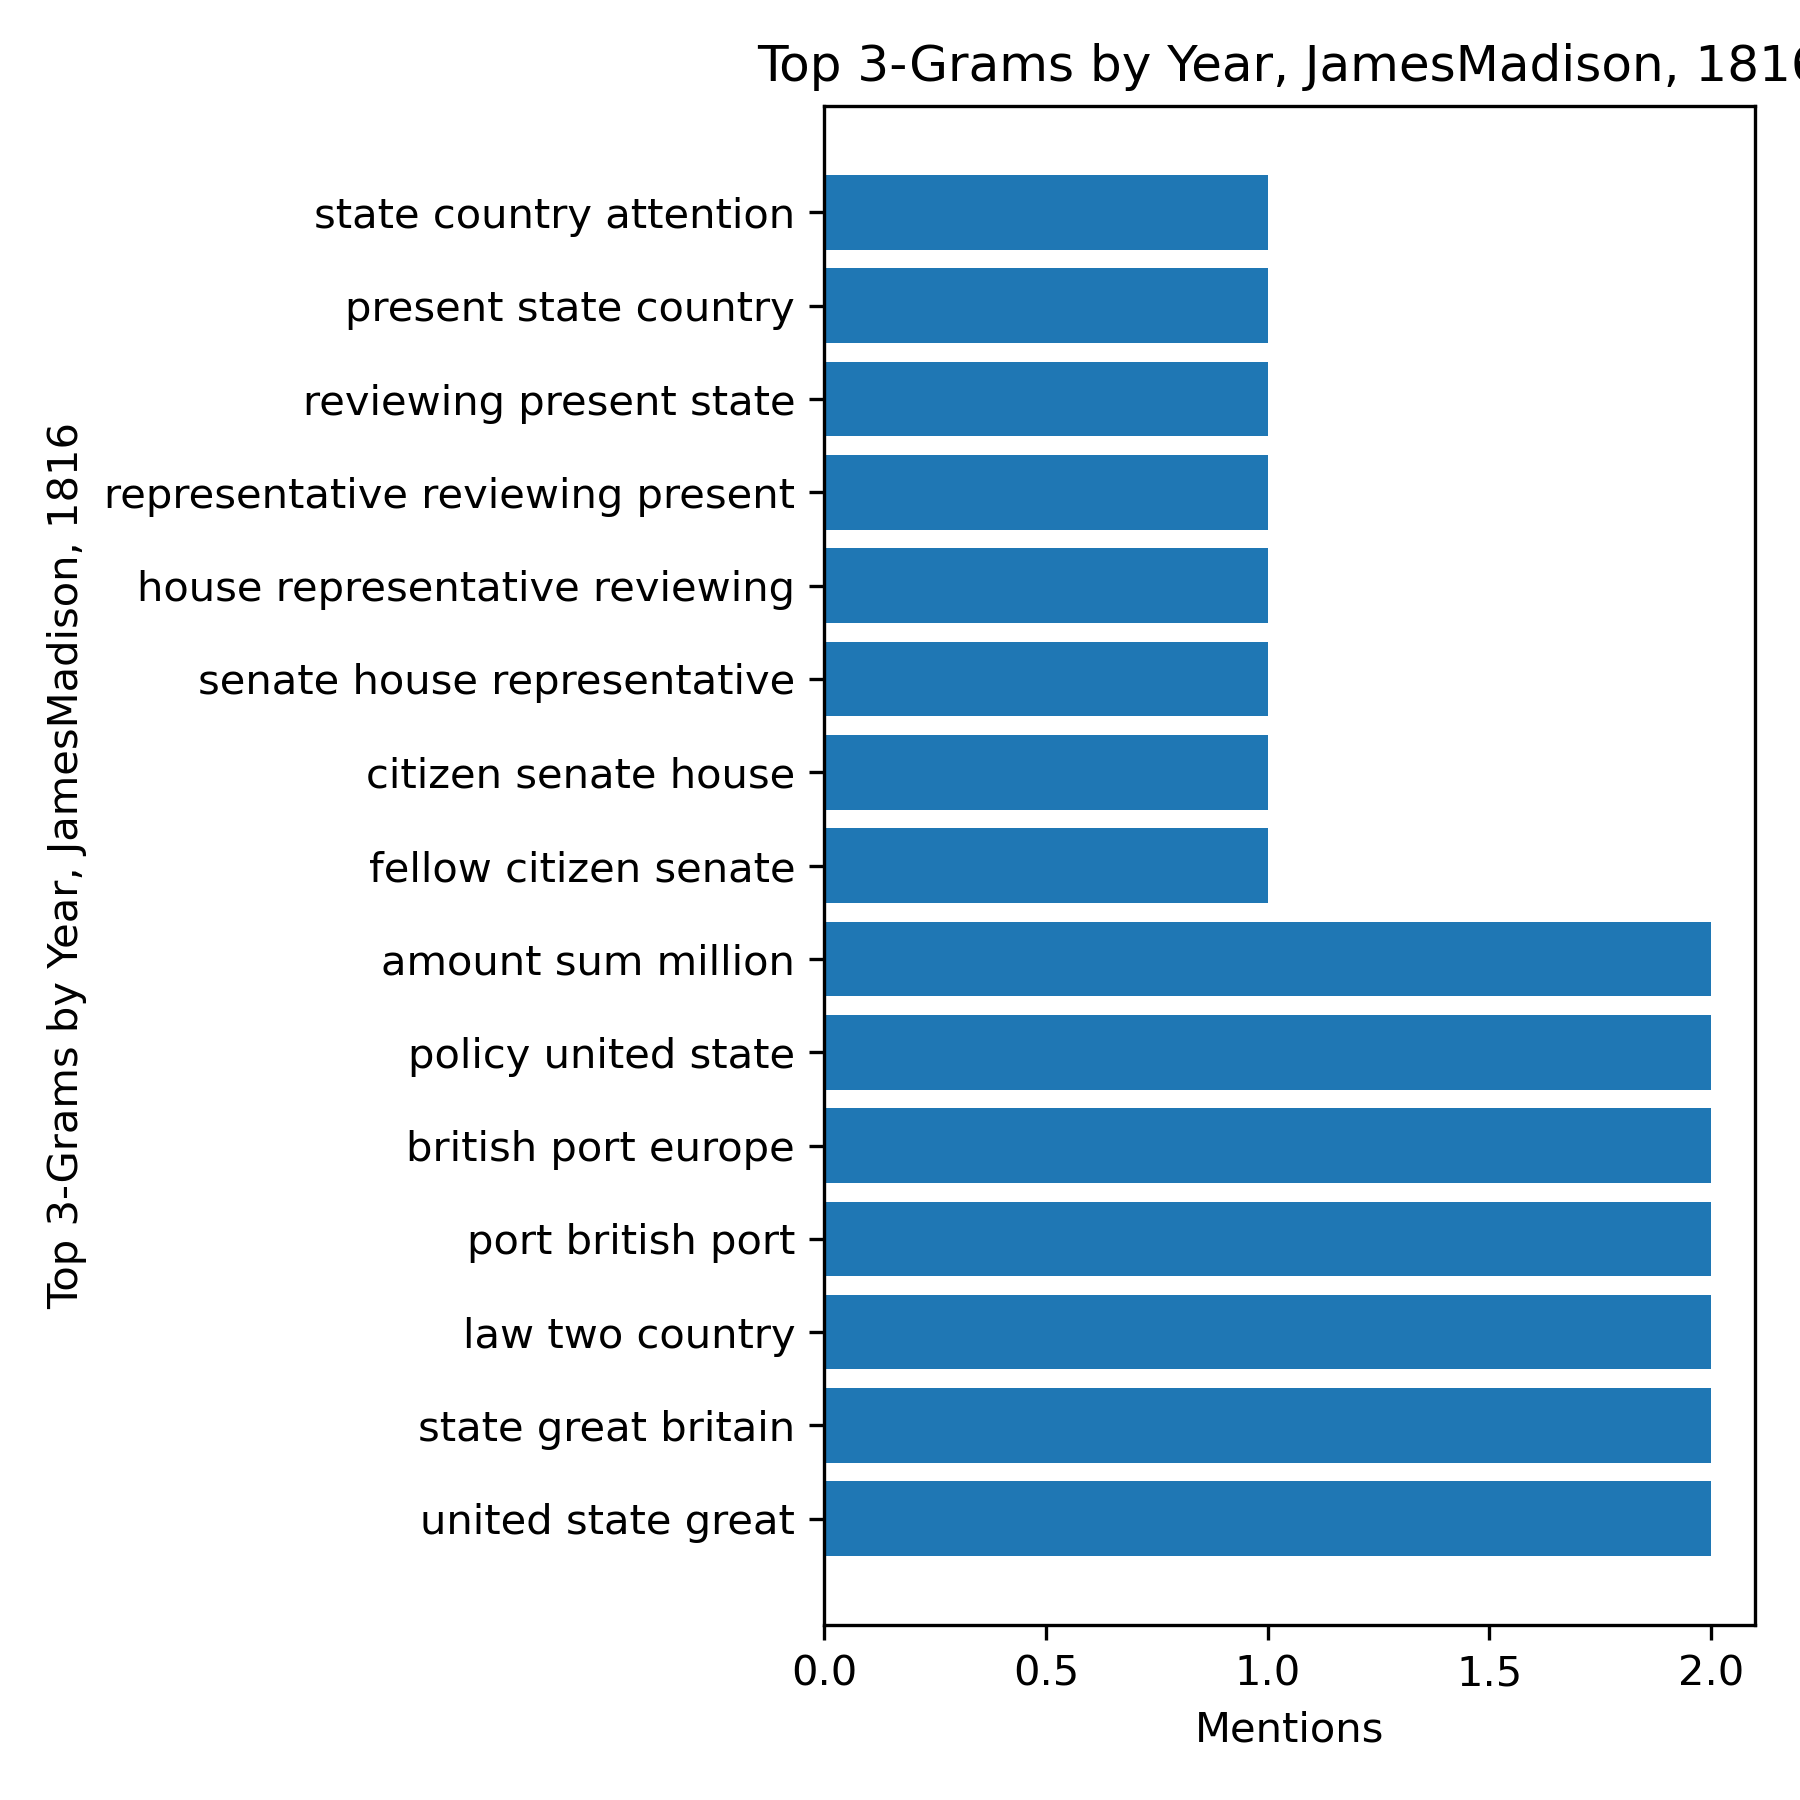 Top 3-Grams by Year, JamesMadison, 1816
Top 3-Grams by Year, JamesMadison, 1816
state country attention
present state country
reviewing present state
representative reviewing present
house representative reviewing
senate house representative
citizen senate house
fellow citizen senate
amount sum million
policy united state
british port europe
port british port
law two country
state great britain
united state great
0.0 0.5 1.0 1.5 2.0
Mentions